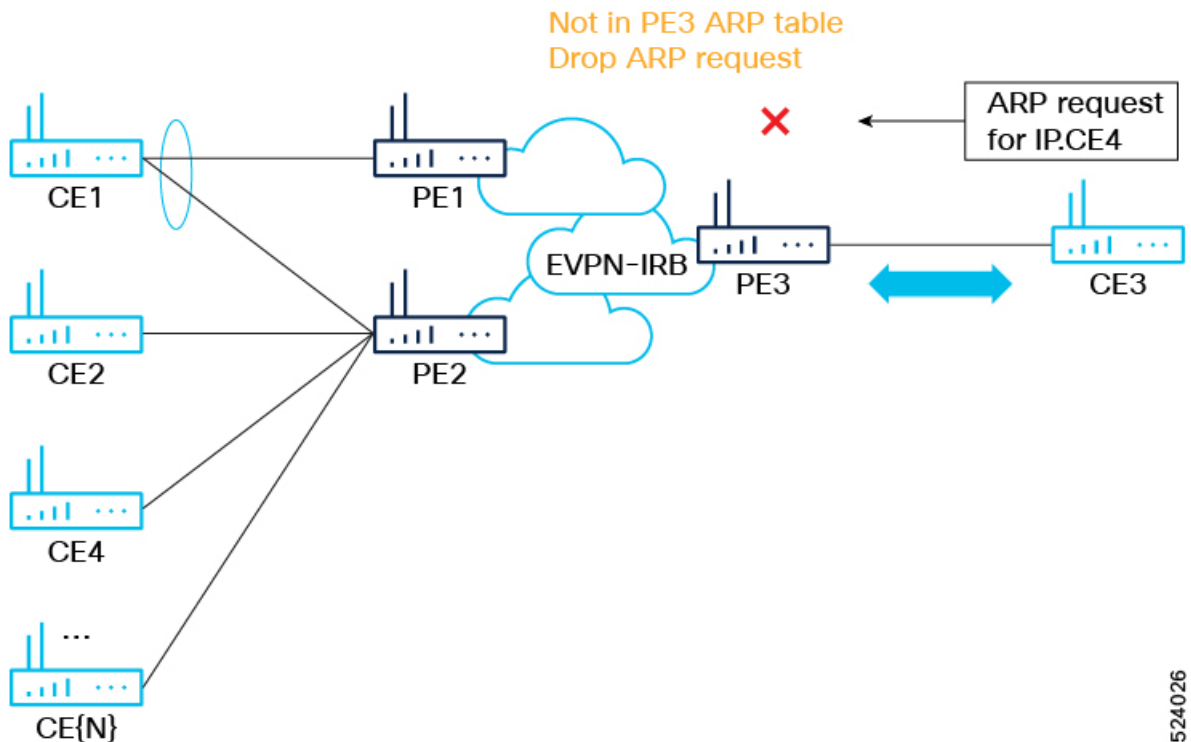 Not in PE3 ARP table
Drop ARP request
ARP request
for IP.CE4
CE1
PE1
EVPN-IRB
PE3
CE3
CE2
PE2
CE4
...
CE{N}
524026